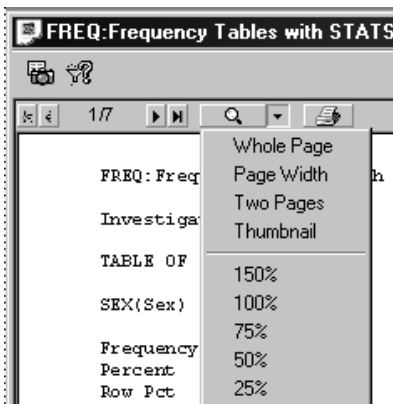 FREQ:Frequency Tables with STATS
1/7
Whole Page
FREQ:Freq h
Page Width
Two Pages
Investiga
Thumbnail
TABLE OF
150%
SEX(Sex)
100%
75%
Frequency
50%
Percent
25%
Row Pct